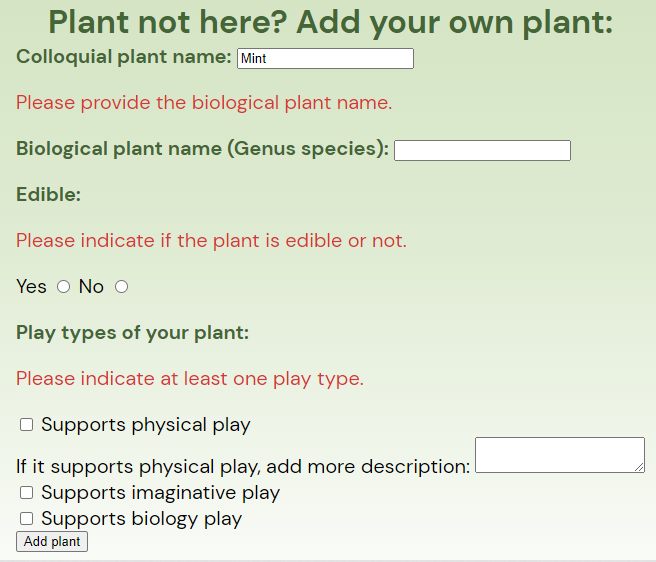 Plant not here? Add your own plant:
Colloquial plant name: Mint
Please provide the biological plant name.
Biological plant name (Genus species):
Edible:
Please indicate if the plant is edible or not.
Yes No
Play types of your plant:
Please indicate at least one play type.
Supports physical play
If it supports physical play, add more description:
Supports imaginative play
Supports biology play
Add plant